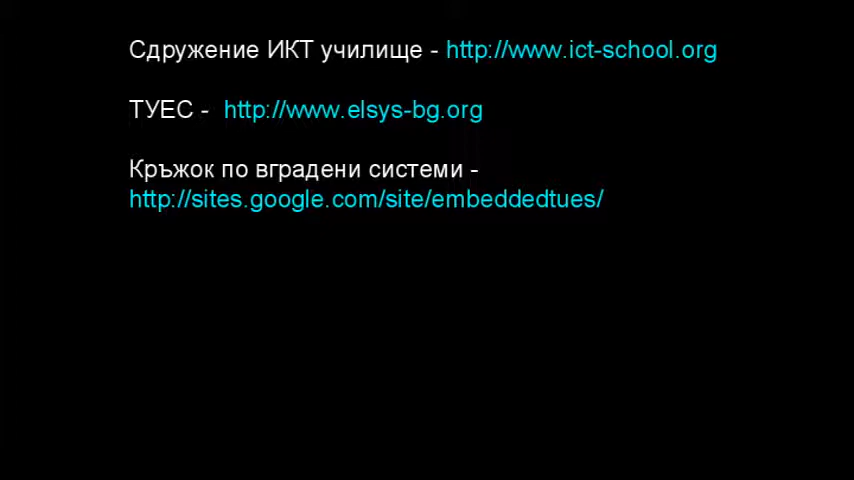 Сдружение ИКТ училище - http://www.ict-school.org
ТУЕС - http://www.elsys-bg.org
Кръжок по вградени системи -
http://sites.google.com/site/embeddedtues/